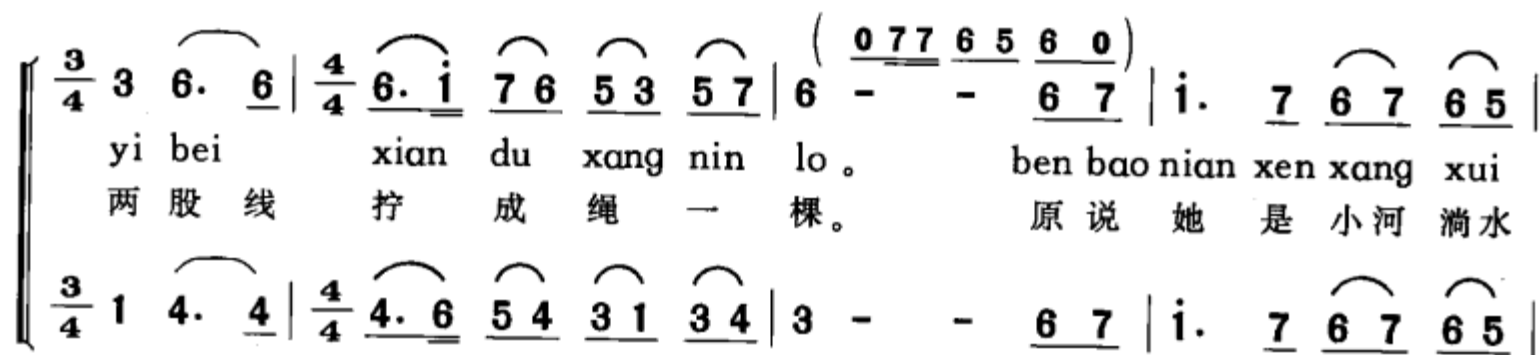 ( 0 7 7 6 5 6 0 )
3/4 3 6. 6 | 4/4 6. i 7 6 5 3 5 7 | 6 - - 6 7 | i. 7 6 7 6 5 |
yi bei xian du xang nin lo 。 ben bao nian xen xang xui
两 股 线 拧 成 绳 一 棵。 原 说 她 是 小 河 淌 水
3/4 1 4. 4 | 4/4 4. 6 5 4 3 1 3 4 | 3 - - 6 7 | i. 7 6 7 6 5 |